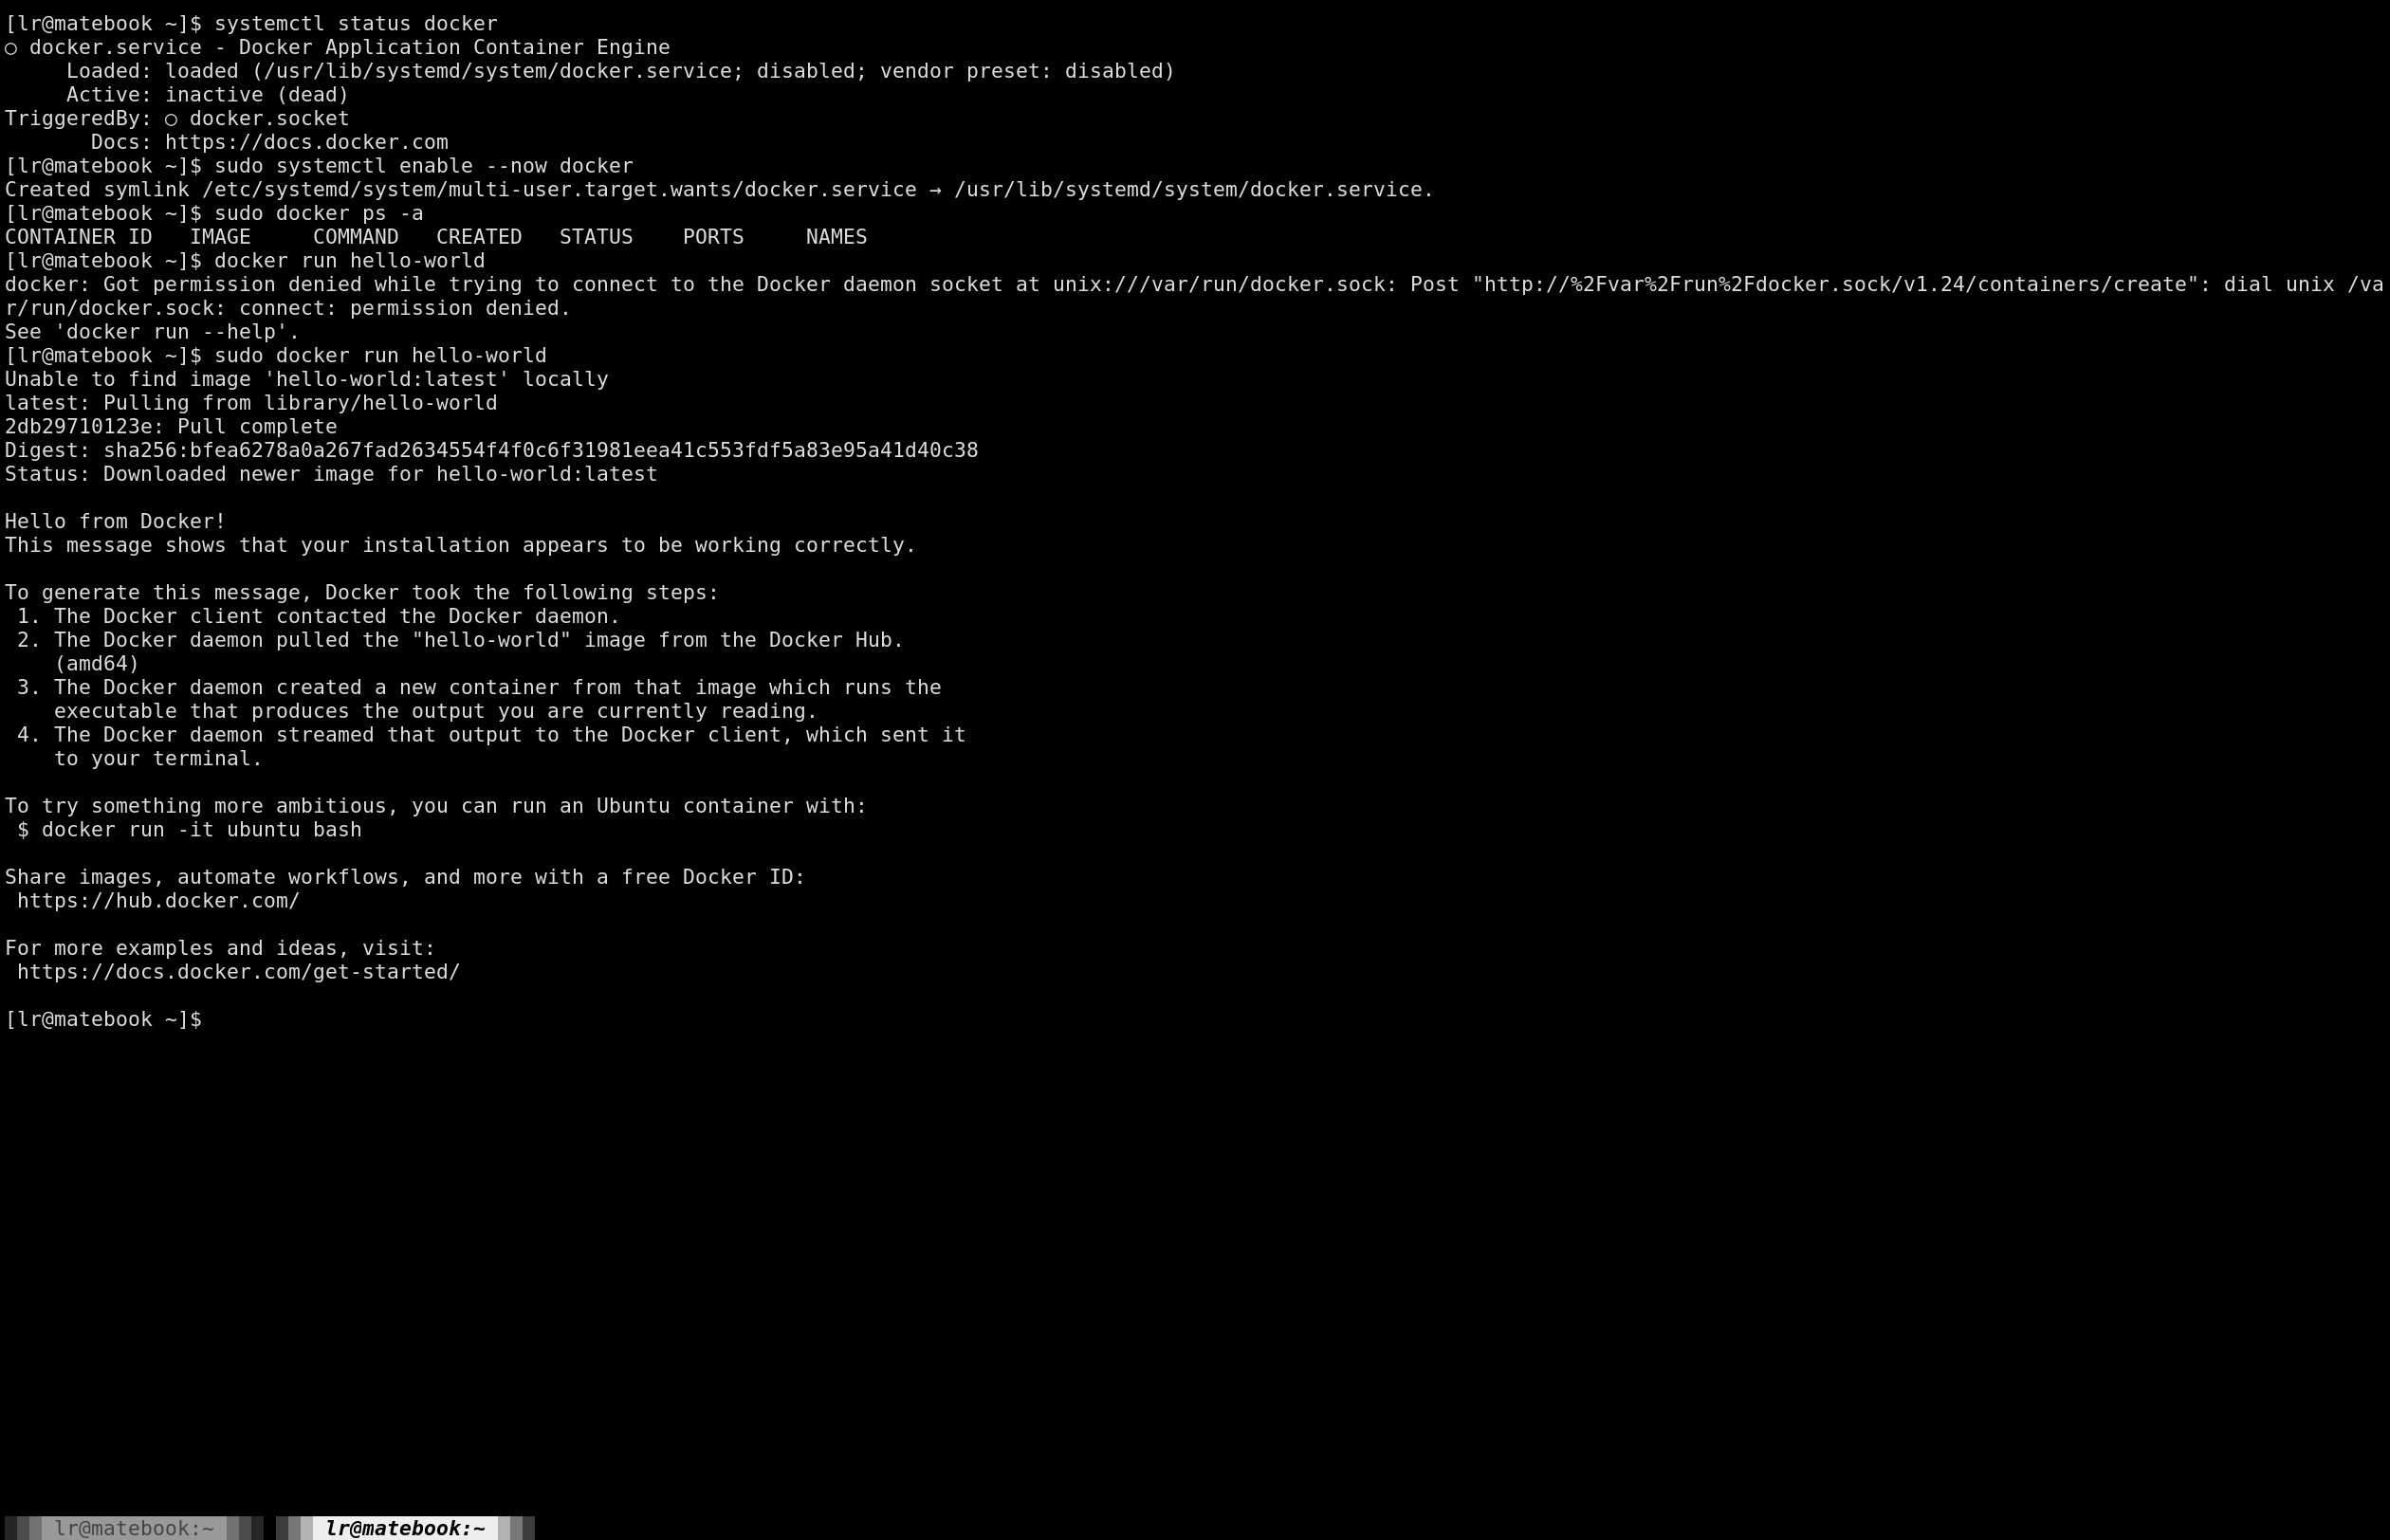 [lr@matebook ~]$ systemctl status docker
○ docker.service - Docker Application Container Engine
     Loaded: loaded (/usr/lib/systemd/system/docker.service; disabled; vendor preset: disabled)
     Active: inactive (dead)
TriggeredBy: ○ docker.socket
       Docs: https://docs.docker.com
[lr@matebook ~]$ sudo systemctl enable --now docker
Created symlink /etc/systemd/system/multi-user.target.wants/docker.service → /usr/lib/systemd/system/docker.service.
[lr@matebook ~]$ sudo docker ps -a
CONTAINER ID   IMAGE     COMMAND   CREATED   STATUS    PORTS     NAMES
[lr@matebook ~]$ docker run hello-world
docker: Got permission denied while trying to connect to the Docker daemon socket at unix:///var/run/docker.sock: Post "http://%2Fvar%2Frun%2Fdocker.sock/v1.24/containers/create": dial unix /va
r/run/docker.sock: connect: permission denied.
See 'docker run --help'.
[lr@matebook ~]$ sudo docker run hello-world
Unable to find image 'hello-world:latest' locally
latest: Pulling from library/hello-world
2db29710123e: Pull complete
Digest: sha256:bfea6278a0a267fad2634554f4f0c6f31981eea41c553fdf5a83e95a41d40c38
Status: Downloaded newer image for hello-world:latest

Hello from Docker!
This message shows that your installation appears to be working correctly.

To generate this message, Docker took the following steps:
 1. The Docker client contacted the Docker daemon.
 2. The Docker daemon pulled the "hello-world" image from the Docker Hub.
    (amd64)
 3. The Docker daemon created a new container from that image which runs the
    executable that produces the output you are currently reading.
 4. The Docker daemon streamed that output to the Docker client, which sent it
    to your terminal.

To try something more ambitious, you can run an Ubuntu container with:
 $ docker run -it ubuntu bash

Share images, automate workflows, and more with a free Docker ID:
 https://hub.docker.com/

For more examples and ideas, visit:
 https://docs.docker.com/get-started/

[lr@matebook ~]$
lr@matebook:~ lr@matebook:~